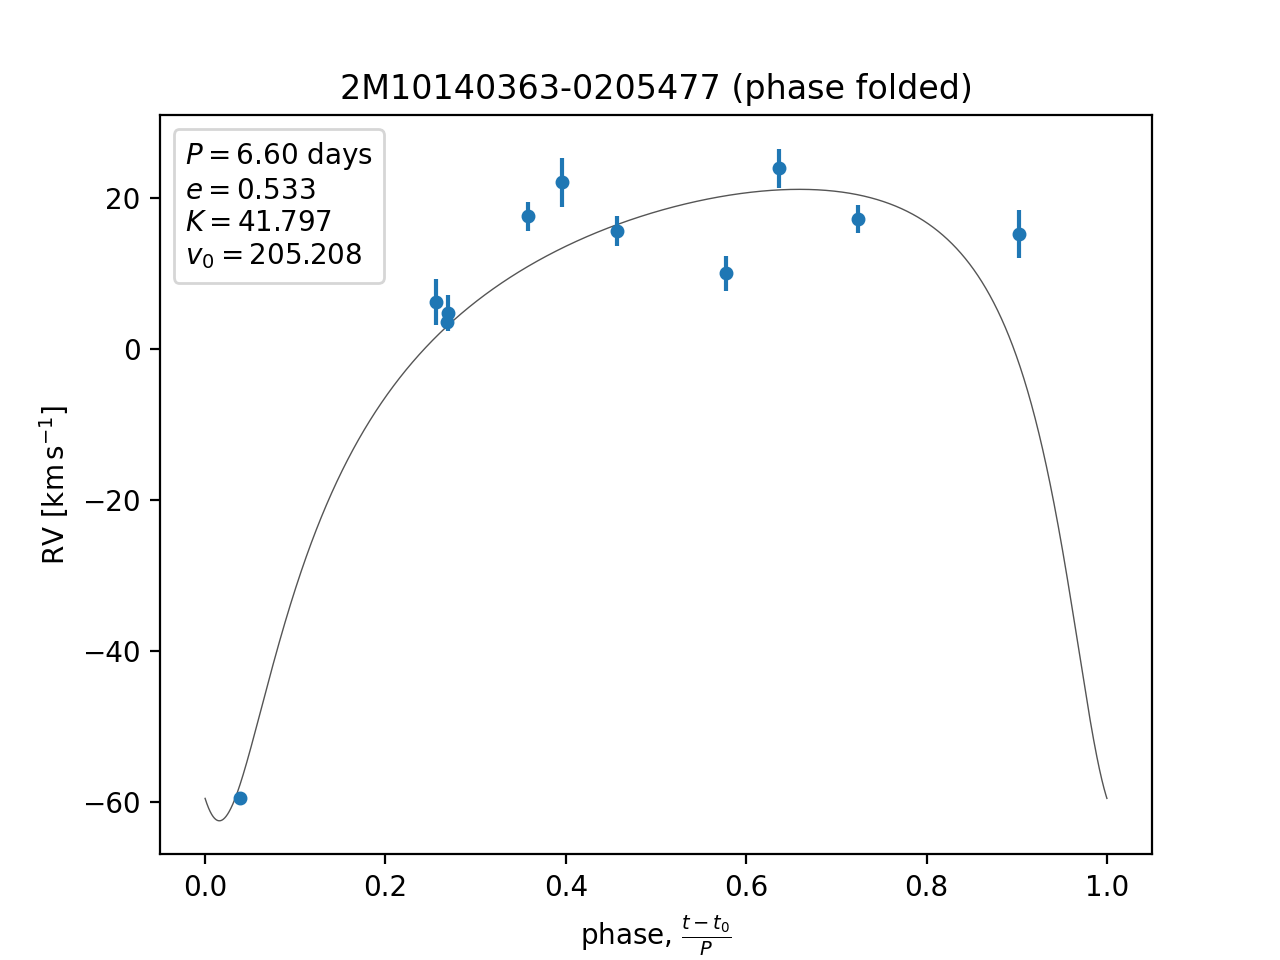 2M10140363-0205477 (phase folded)
P = 6.60 days
e = 0.533
K = 41.797
v₀ = 205.208
20
0
−20
−40
−60
RV [km s⁻¹]
0.0 0.2 0.4 0.6 0.8 1.0
phase, (t − t₀)/P